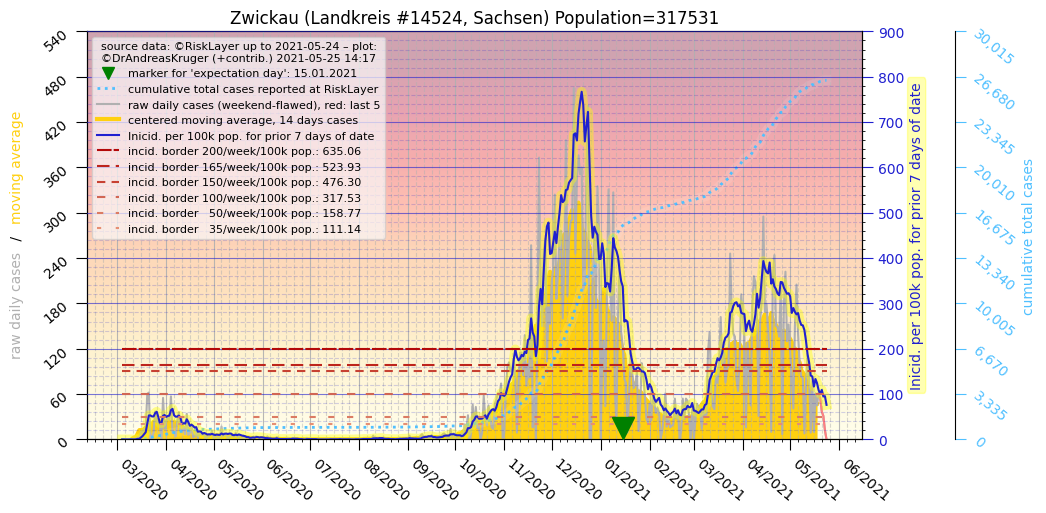 Zwickau (Landkreis #14524, Sachsen) Population=317531
source data: ©RiskLayer up to 2021-05-24 – plot:
©DrAndreasKruger (+contrib.) 2021-05-25 14:17
marker for 'expectation day': 15.01.2021
cumulative total cases reported at RiskLayer
raw daily cases (weekend-flawed), red: last 5
centered moving average, 14 days cases
Inicid. per 100k pop. for prior 7 days of date
incid. border 200/week/100k pop.: 635.06
incid. border 165/week/100k pop.: 523.93
incid. border 150/week/100k pop.: 476.30
incid. border 100/week/100k pop.: 317.53
incid. border   50/week/100k pop.: 158.77
incid. border   35/week/100k pop.: 111.14
raw daily cases / moving average
540
480
420
360
300
240
180
120
60
0
03/2020
04/2020
05/2020
06/2020
07/2020
08/2020
09/2020
10/2020
11/2020
12/2020
01/2021
02/2021
03/2021
04/2021
05/2021
06/2021
900
800
700
600
500
400
300
200
100
0
Inicid. per 100k pop. for prior 7 days of date
30,015
26,680
23,345
20,010
16,675
13,340
10,005
6,670
3,335
0
cumulative total cases